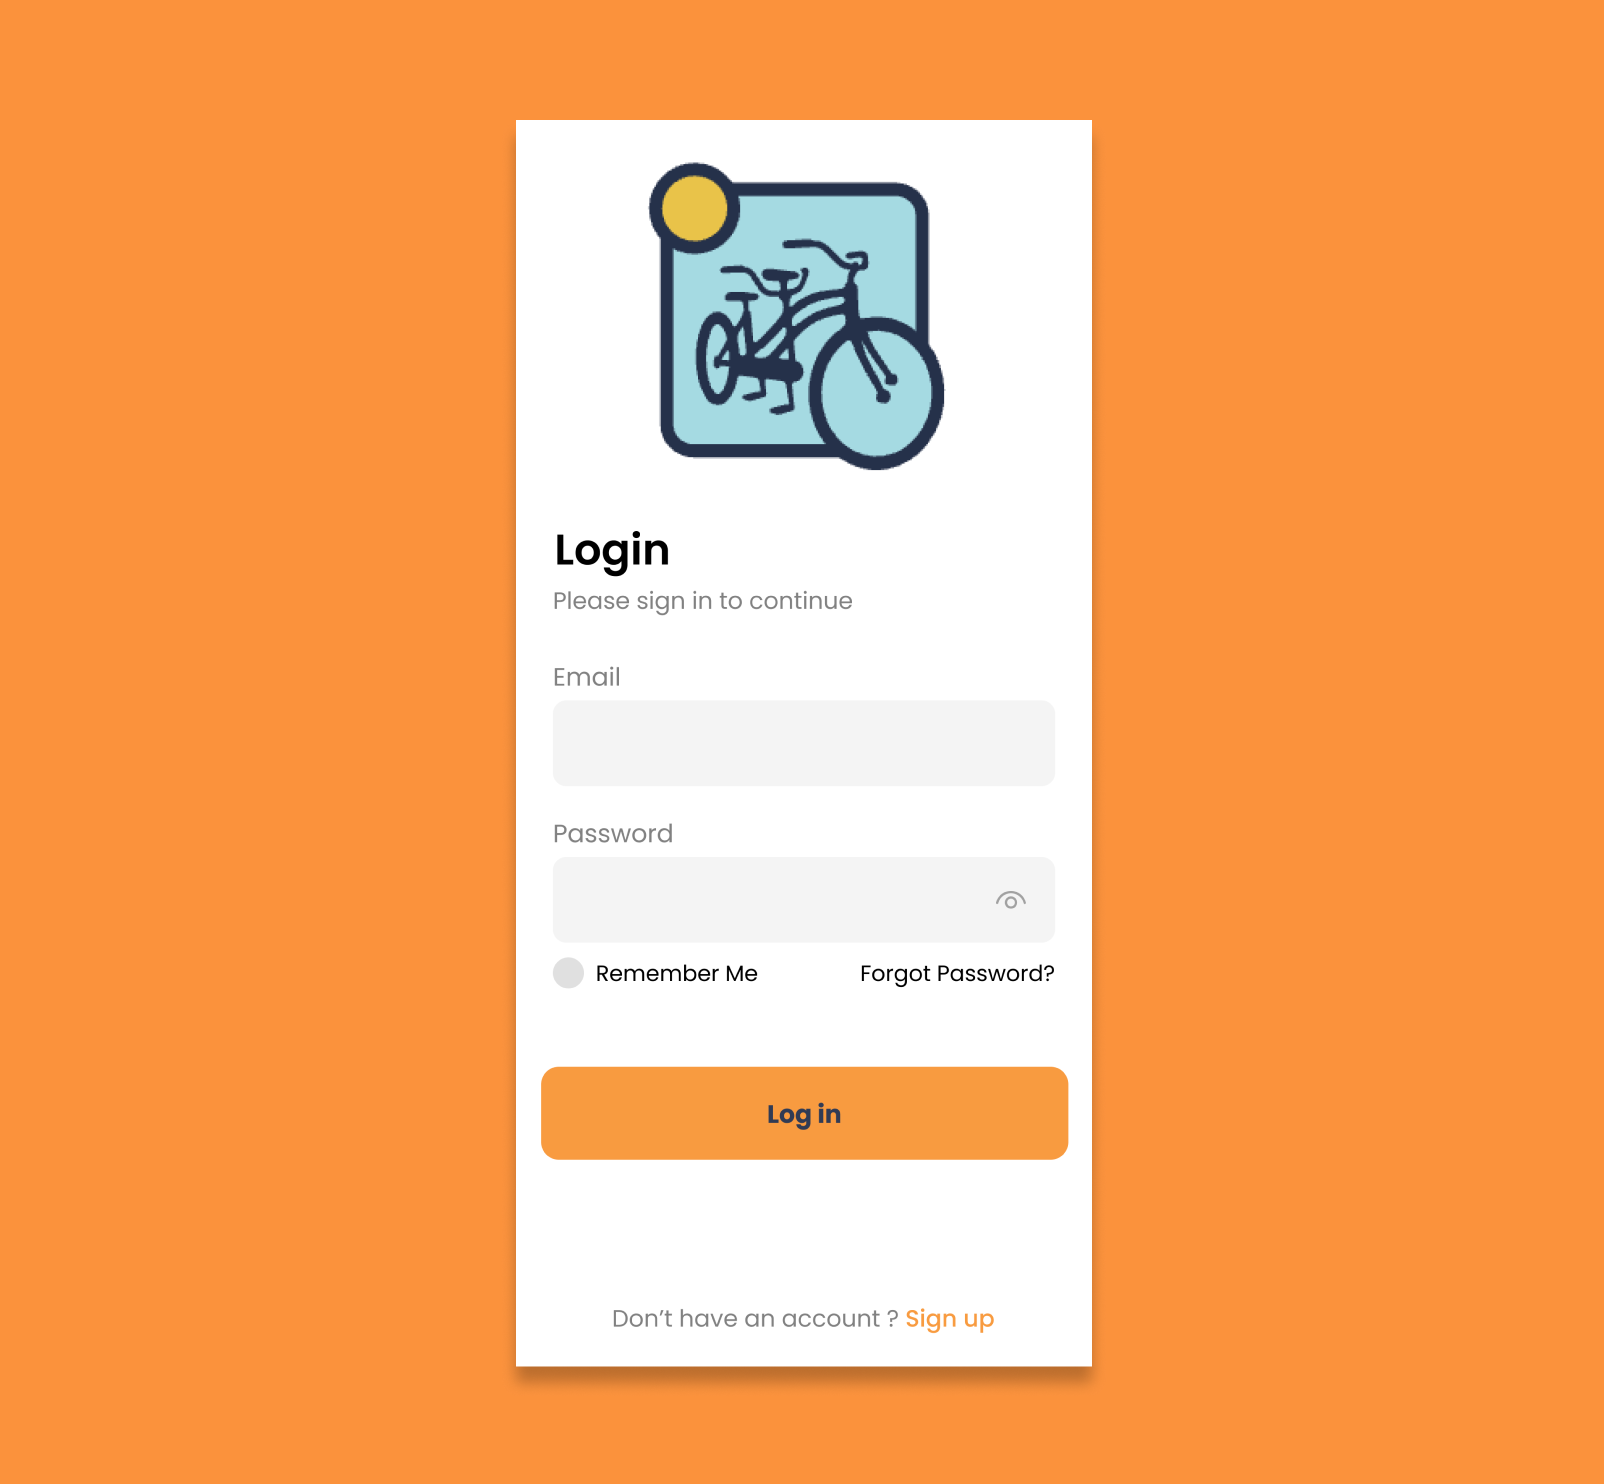 Login
Please sign in to continue
Email
Password
Remember Me Forgot Password?
Log in
Don’t have an account ? Sign up